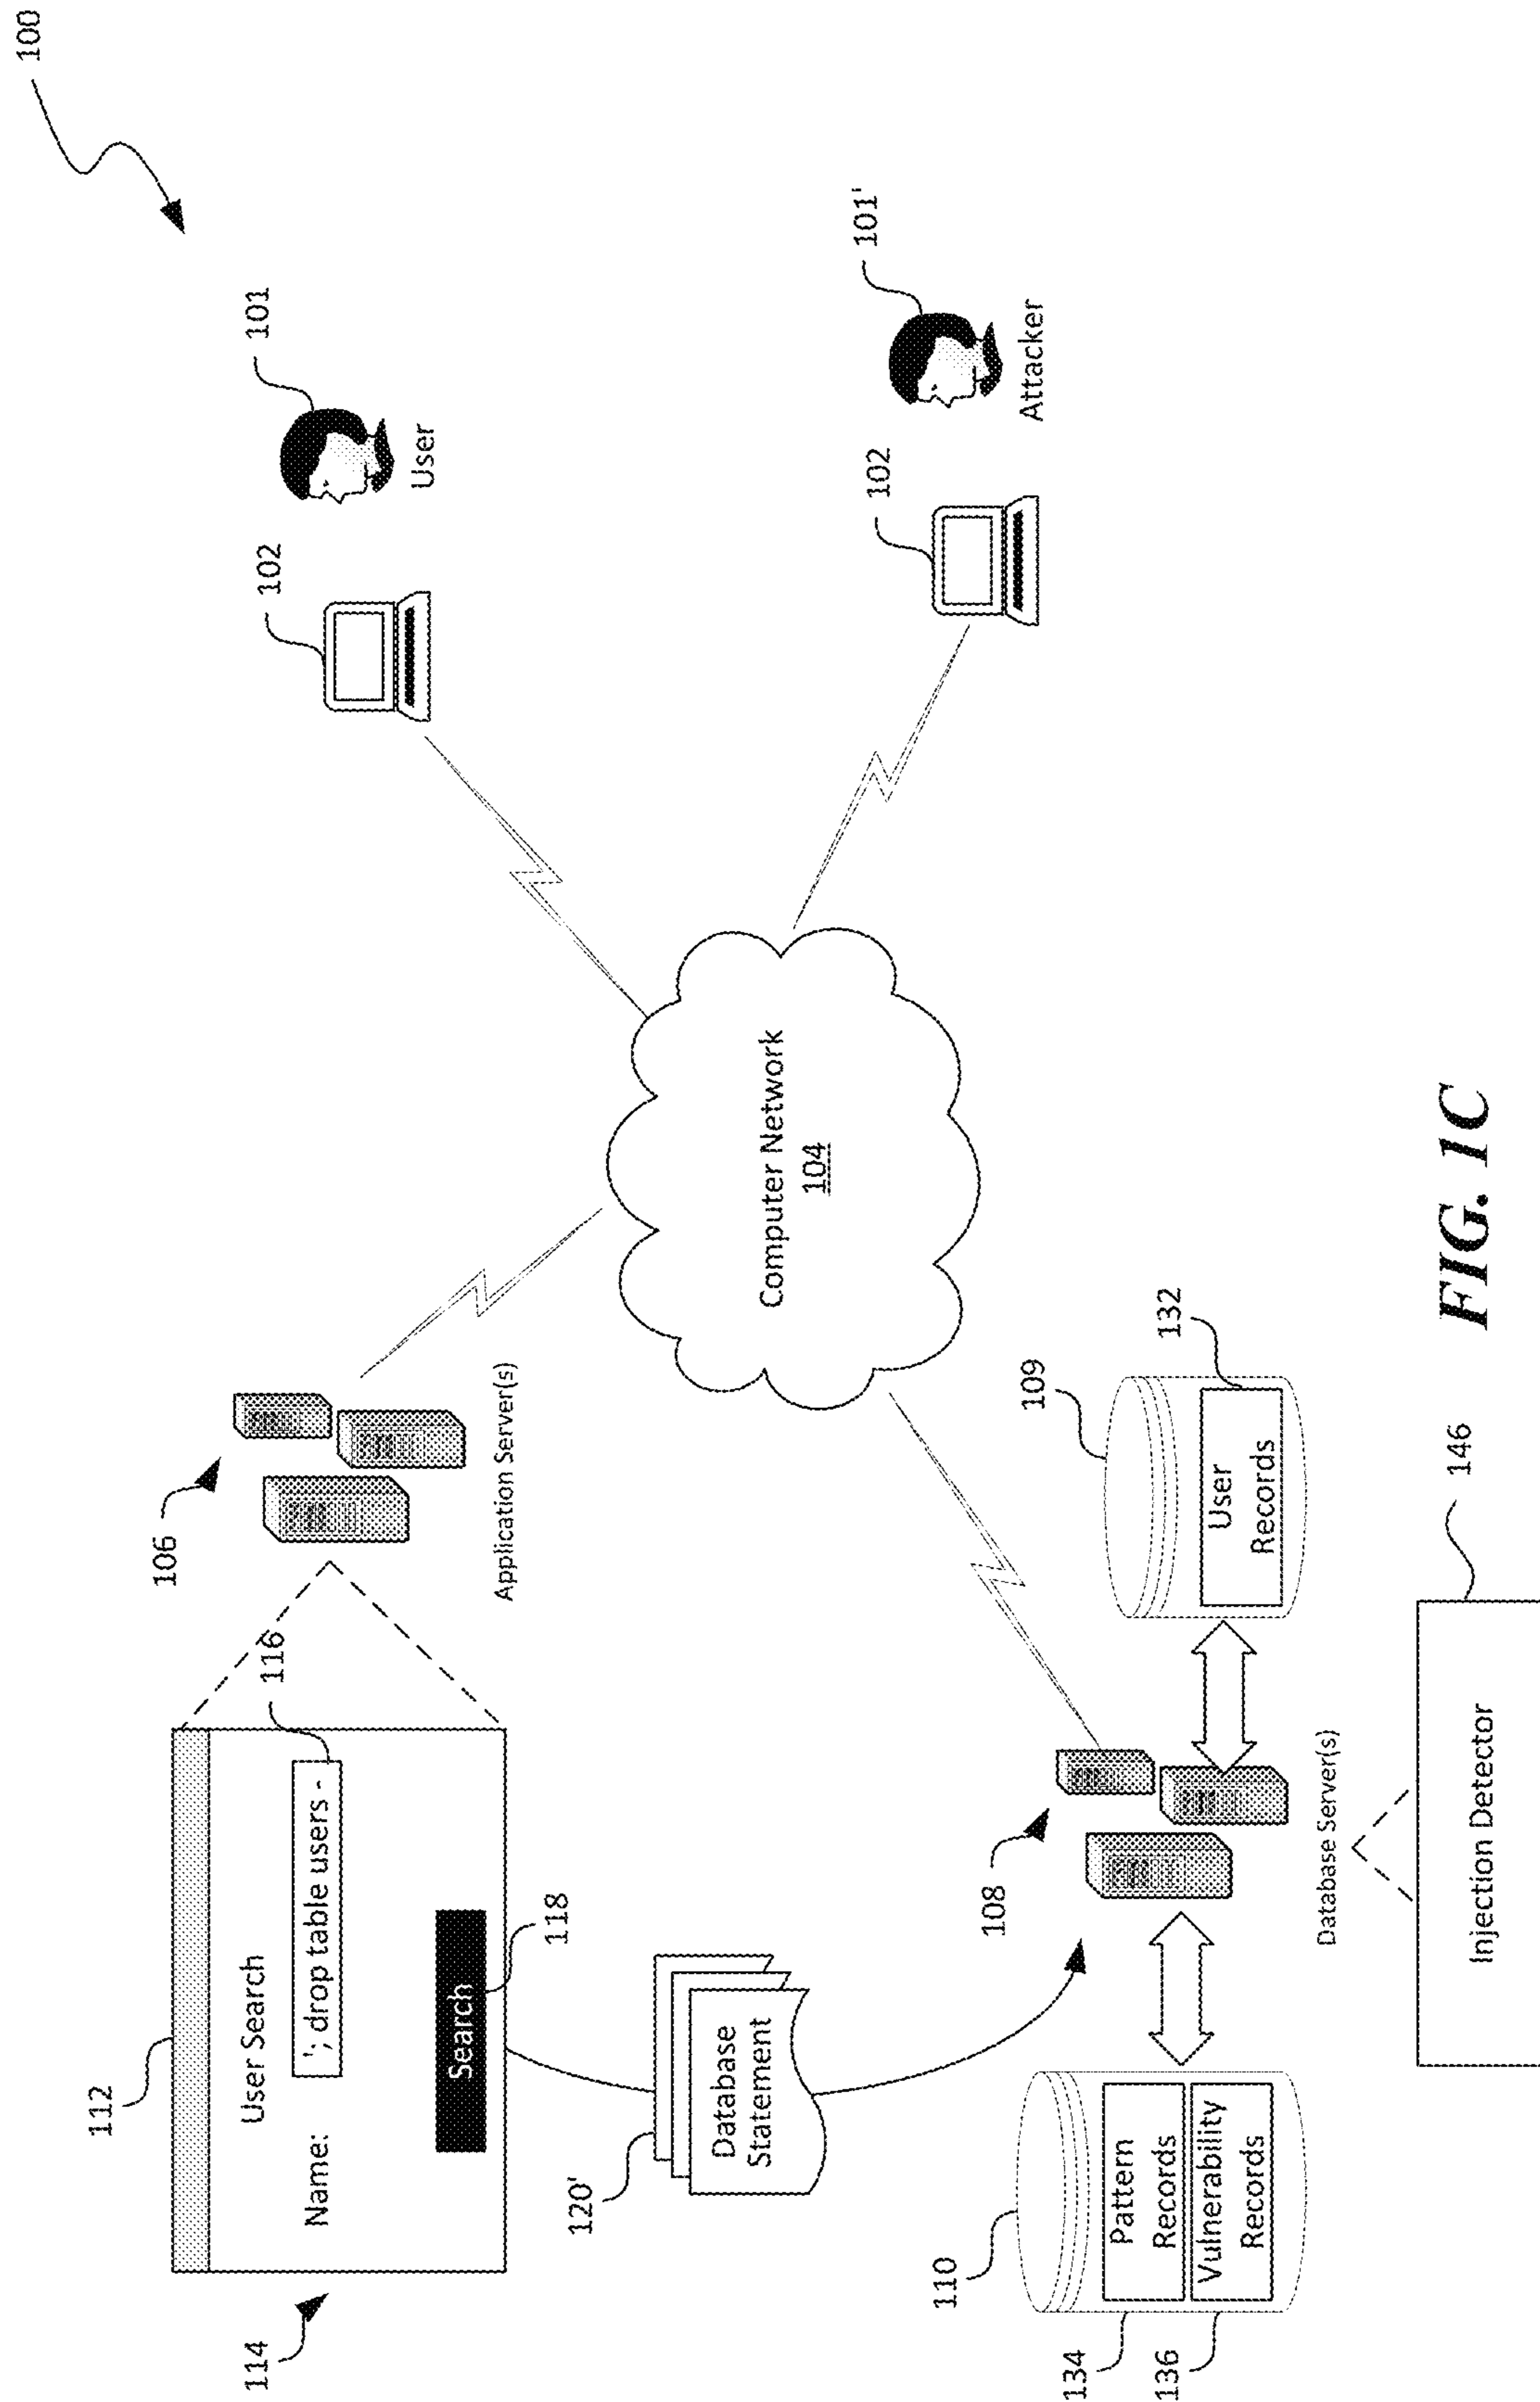 100
112
114
User Search
Name:
'; drop table users -
116
Search
118
106
Application Server(s)
102
101
User
120'
Database
Statement
Computer Network
104
102
101'
Attacker
110
134
Pattern
Records
136
Vulnerability
Records
108
Database Server(s)
109
132
User
Records
Injection Detector
146
FIG. 1C